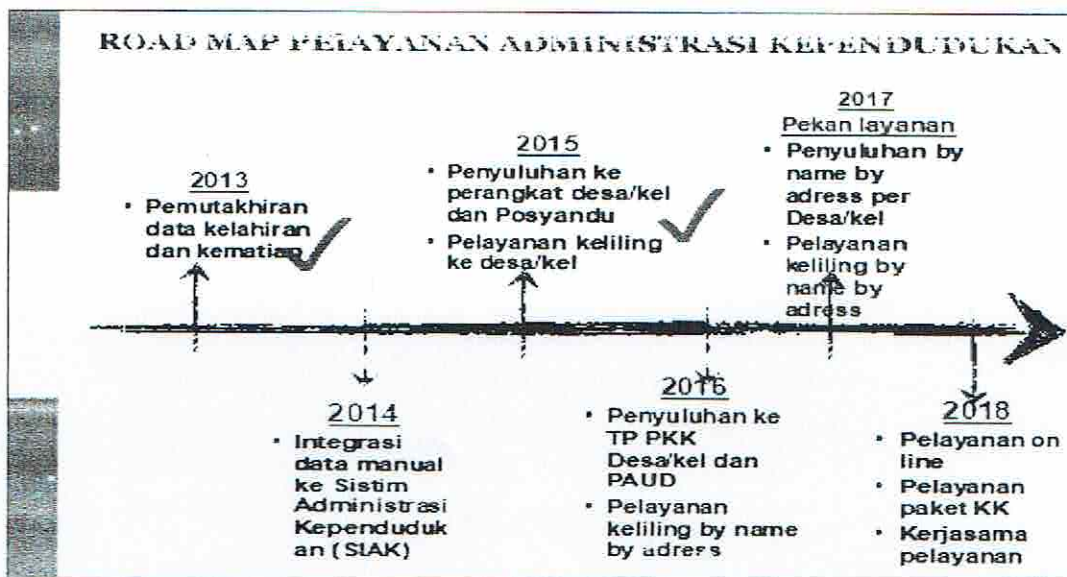 ROAD MAP PELAYANAN ADMINISTRASI KEPENDUDUKAN
2013
• Pemutakhiran
data kelahiran
dan kematian
2014
• Integrasi
data manual
ke Sistim
Administrasi
Kependuduk
an (SIAK)
2015
• Penyuluhan ke
perangkat desa/kel
dan Posyandu
• Pelayanan keliling
ke desa/kel
2016
• Penyuluhan ke
TP PKK
Desa/kel dan
PAUD
• Pelayanan
keliling by name
by adress
2017
Pekan layanan
• Penyuluhan by
name by
adress per
Desa/kel
• Pelayanan
keliling by
name by
adress
2018
• Pelayanan on
line
• Pelayanan
paket KK
• Kerjasama
pelayanan